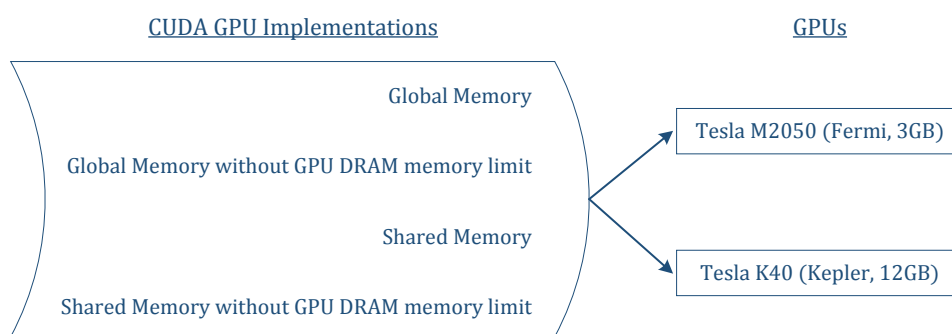 CUDA GPU Implementations
Global Memory
Global Memory without GPU DRAM memory limit
Shared Memory
Shared Memory without GPU DRAM memory limit
GPUs
Tesla M2050 (Fermi, 3GB)
Tesla K40 (Kepler, 12GB)